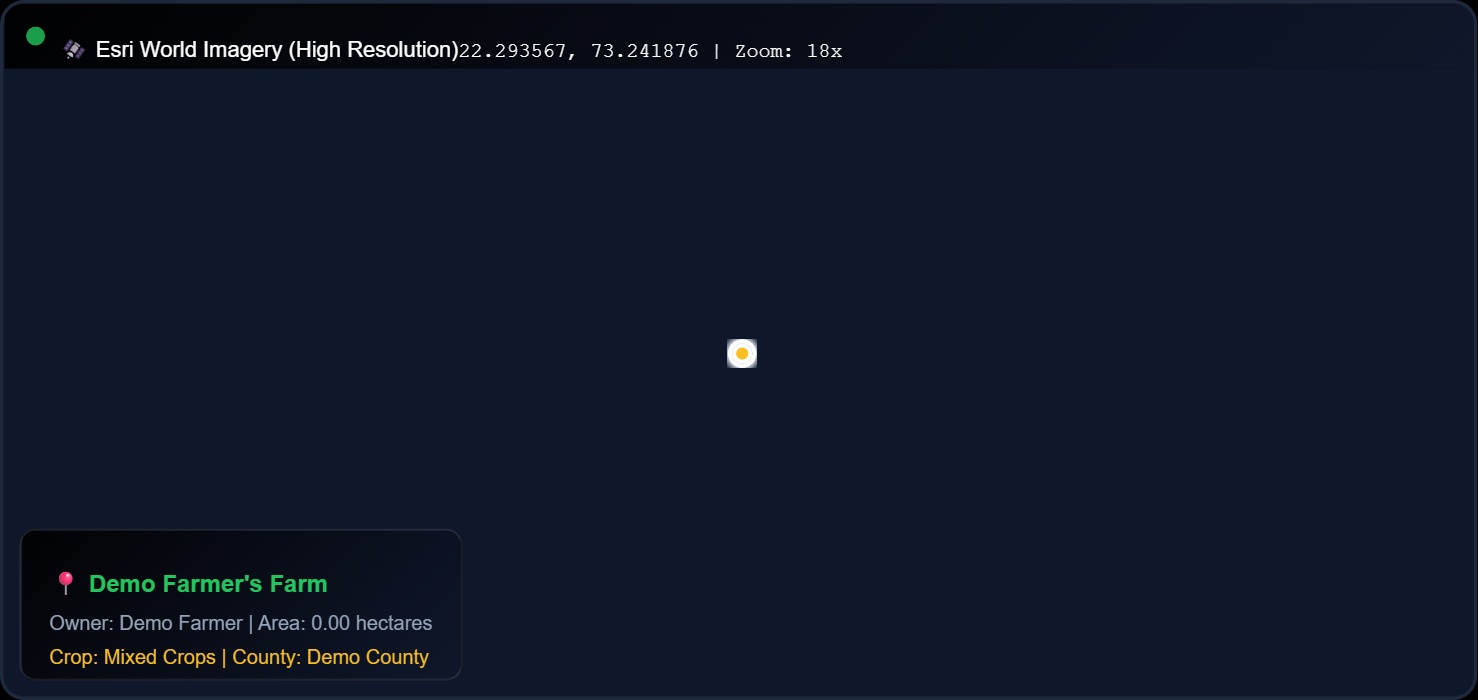 Esri World Imagery (High Resolution)22.293567, 73.241876 | Zoom: 18x
Demo Farmer's Farm
Owner: Demo Farmer | Area: 0.00 hectares
Crop: Mixed Crops | County: Demo County